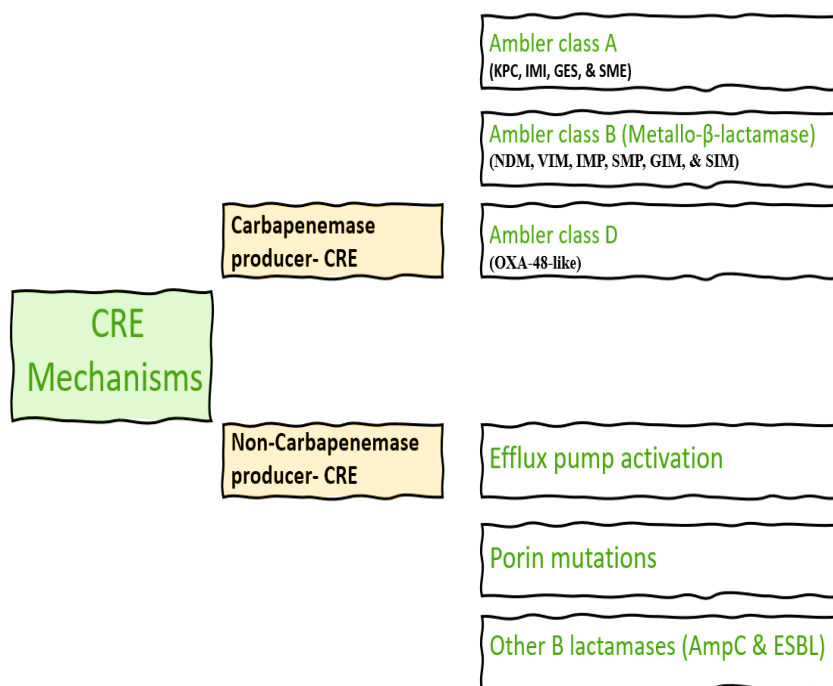 Ambler class A
(KPC, IMI, GES, & SME)
Ambler class B (Metallo-β-lactamase)
(NDM, VIM, IMP, SMP, GIM, & SIM)
Carbapenemase
producer- CRE
Ambler class D
(OXA-48-like)
CRE
Mechanisms
Non-Carbapenemase
producer- CRE
Efflux pump activation
Porin mutations
Other B lactamases (AmpC & ESBL)